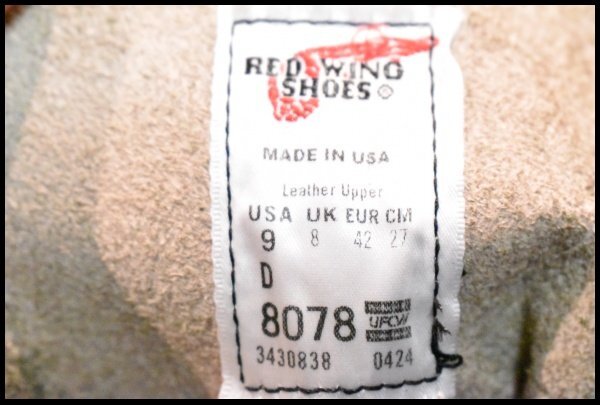 RED WING
SHOES
MADE IN USA
Leather Upper
USA UK EUR CM
9 8 42 27
D
8078 UFCW
3430838 0424